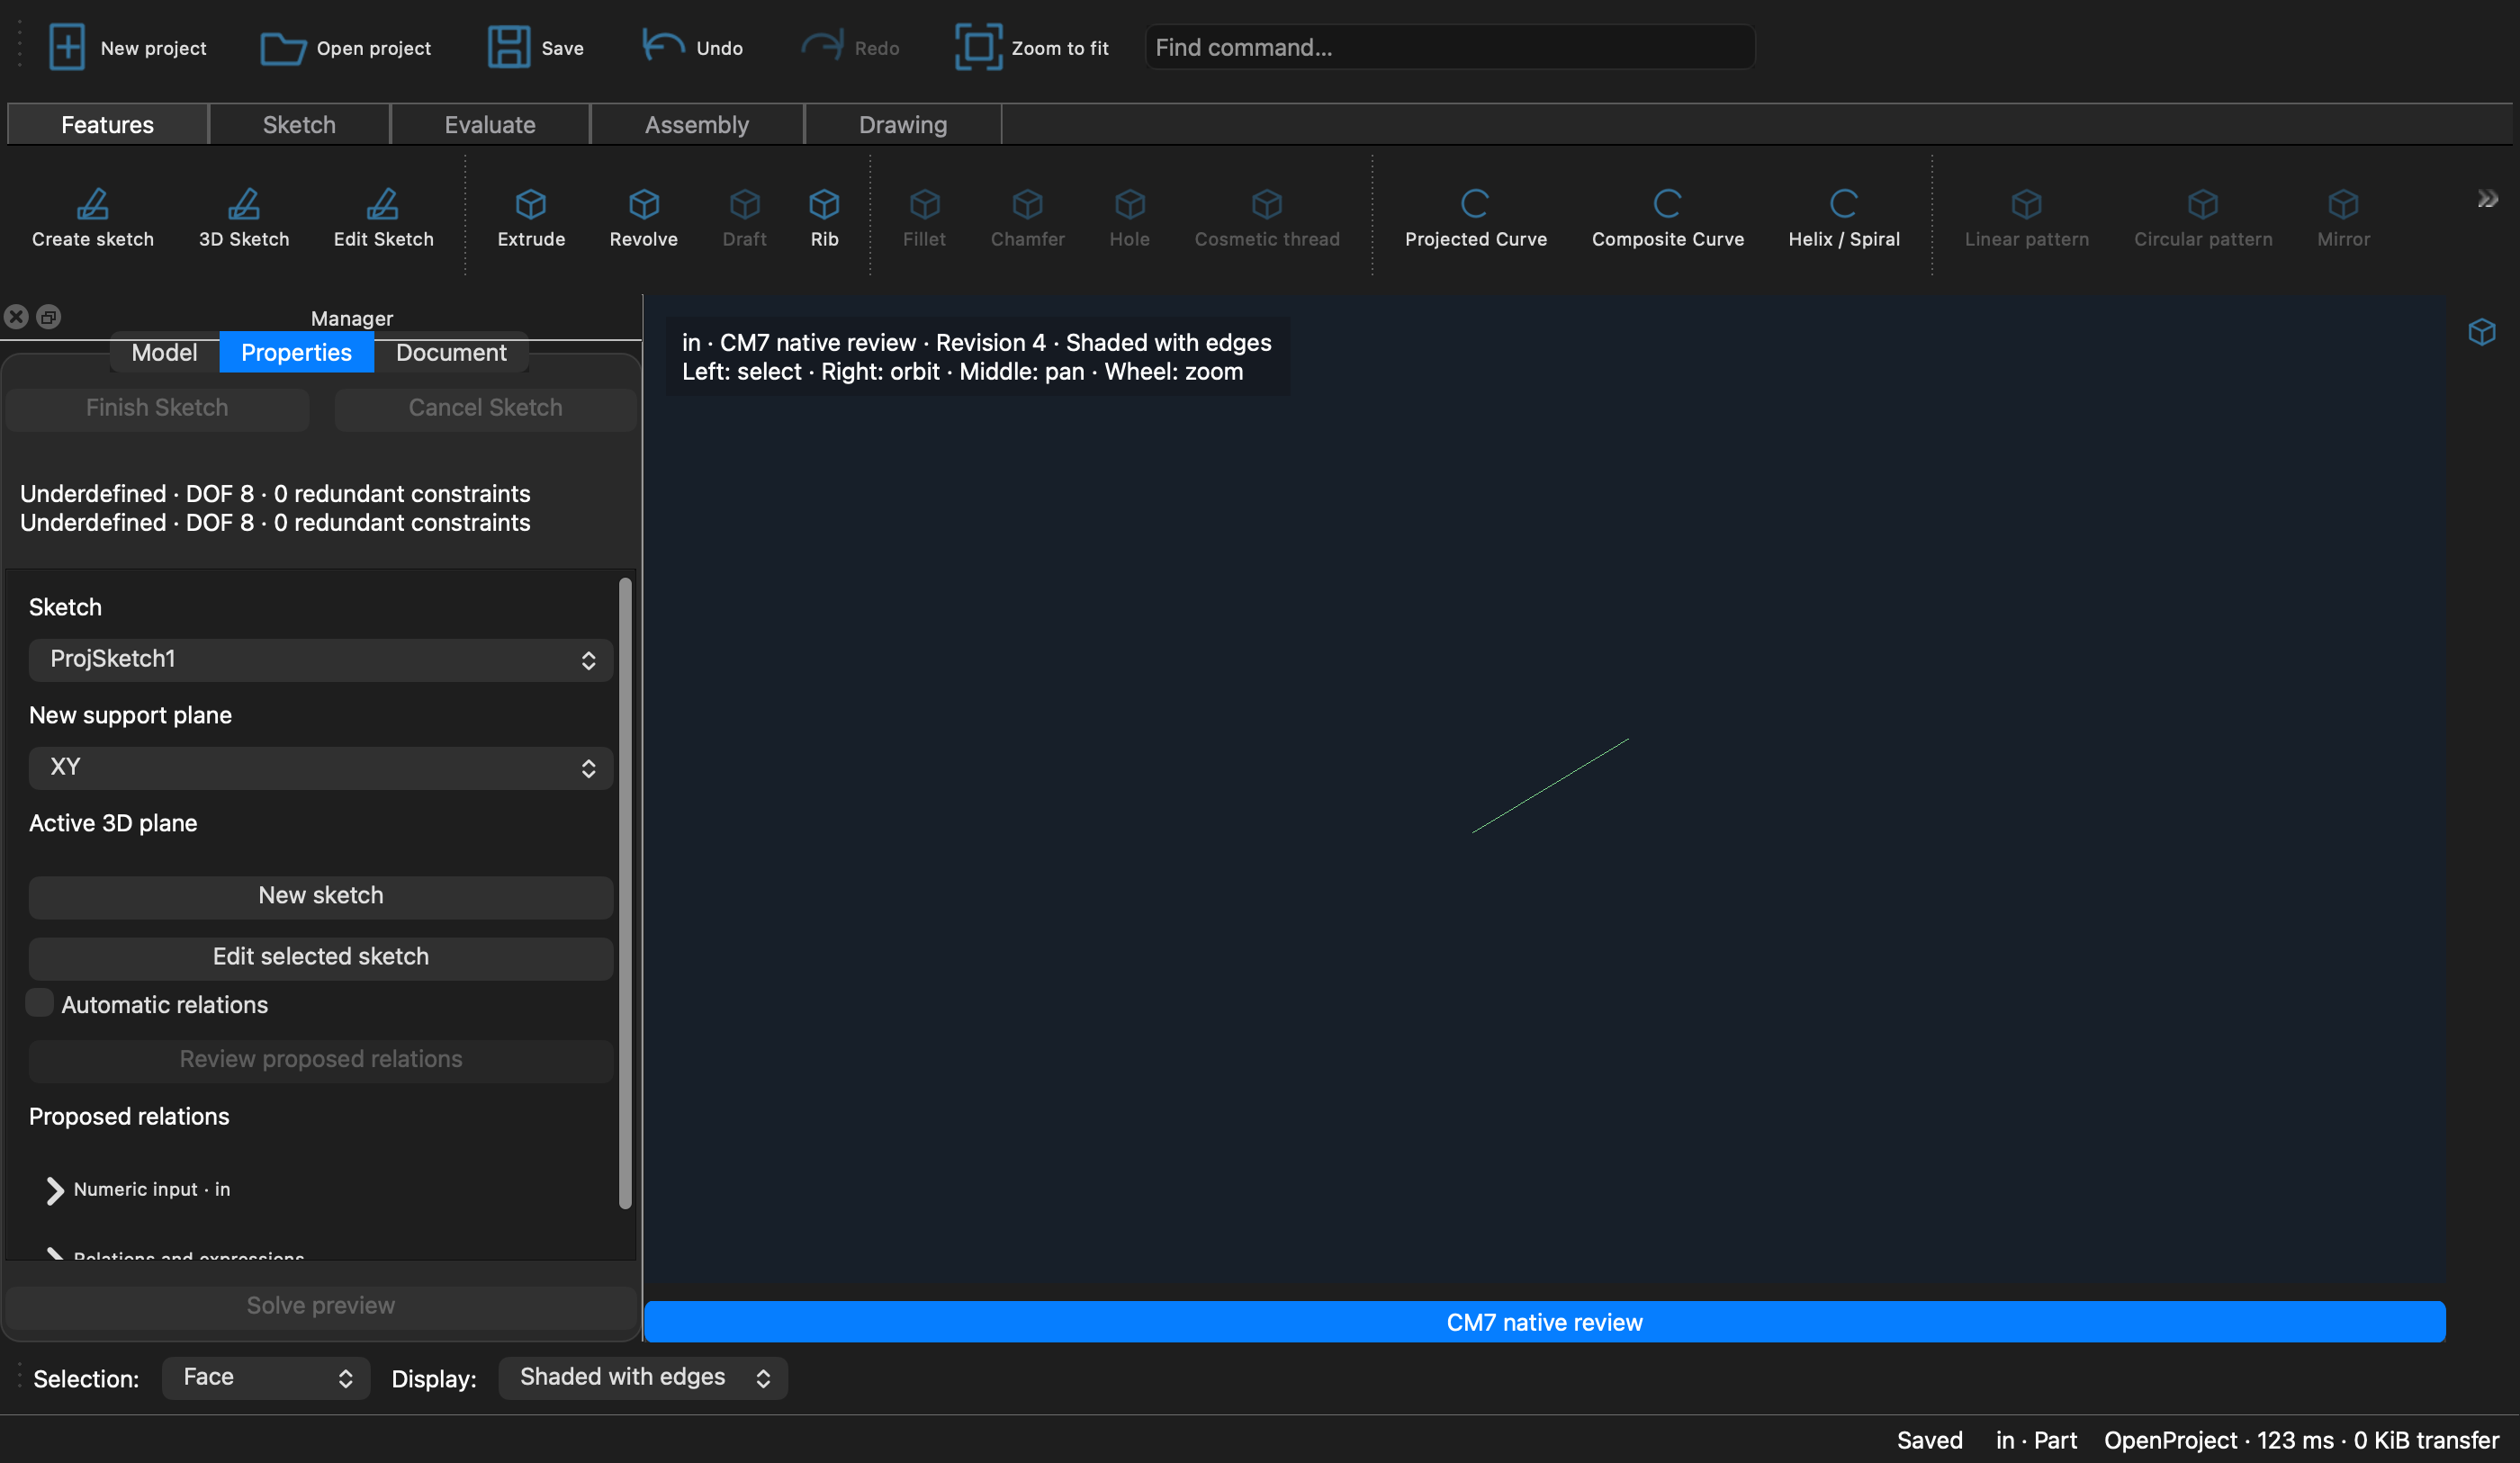 New project
Open project
Save
Undo
Redo
Zoom to fit
Find command...
Features
Sketch
Evaluate
Assembly
Drawing
Create sketch
3D Sketch
Edit Sketch
Extrude
Revolve
Draft
Rib
Fillet
Chamfer
Hole
Cosmetic thread
Projected Curve
Composite Curve
Helix / Spiral
Linear pattern
Circular pattern
Mirror
Manager
Model
Properties
Document
Finish Sketch
Cancel Sketch
Underdefined · DOF 8 · 0 redundant constraints
Underdefined · DOF 8 · 0 redundant constraints
Sketch
ProjSketch1
New support plane
XY
Active 3D plane
New sketch
Edit selected sketch
Automatic relations
Review proposed relations
Proposed relations
Numeric input · in
Relations and expressions
Solve preview
in · CM7 native review · Revision 4 · Shaded with edges
Left: select · Right: orbit · Middle: pan · Wheel: zoom
CM7 native review
Selection:
Face
Display:
Shaded with edges
Saved
in · Part
OpenProject · 123 ms · 0 KiB transfer